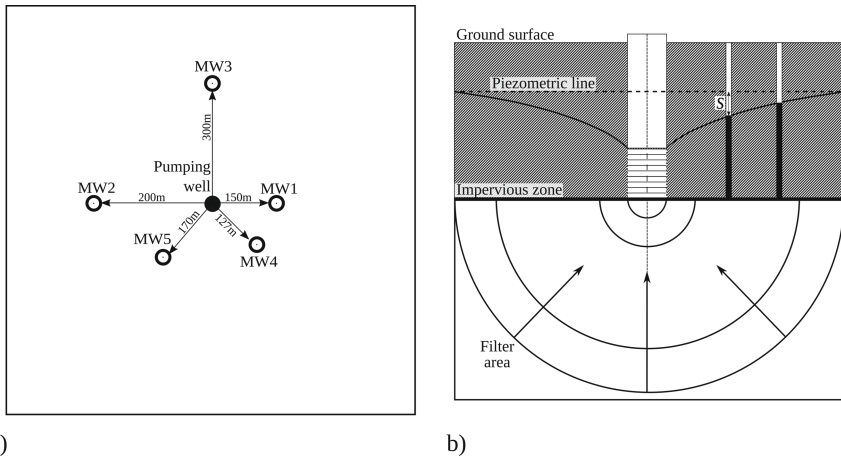 MW3
300m
Pumping
well
MW2
200m
150m
MW1
170m
127m
MW5
MW4
)
Ground surface
Piezometric line
S
Impervious zone
Filter
area
b)